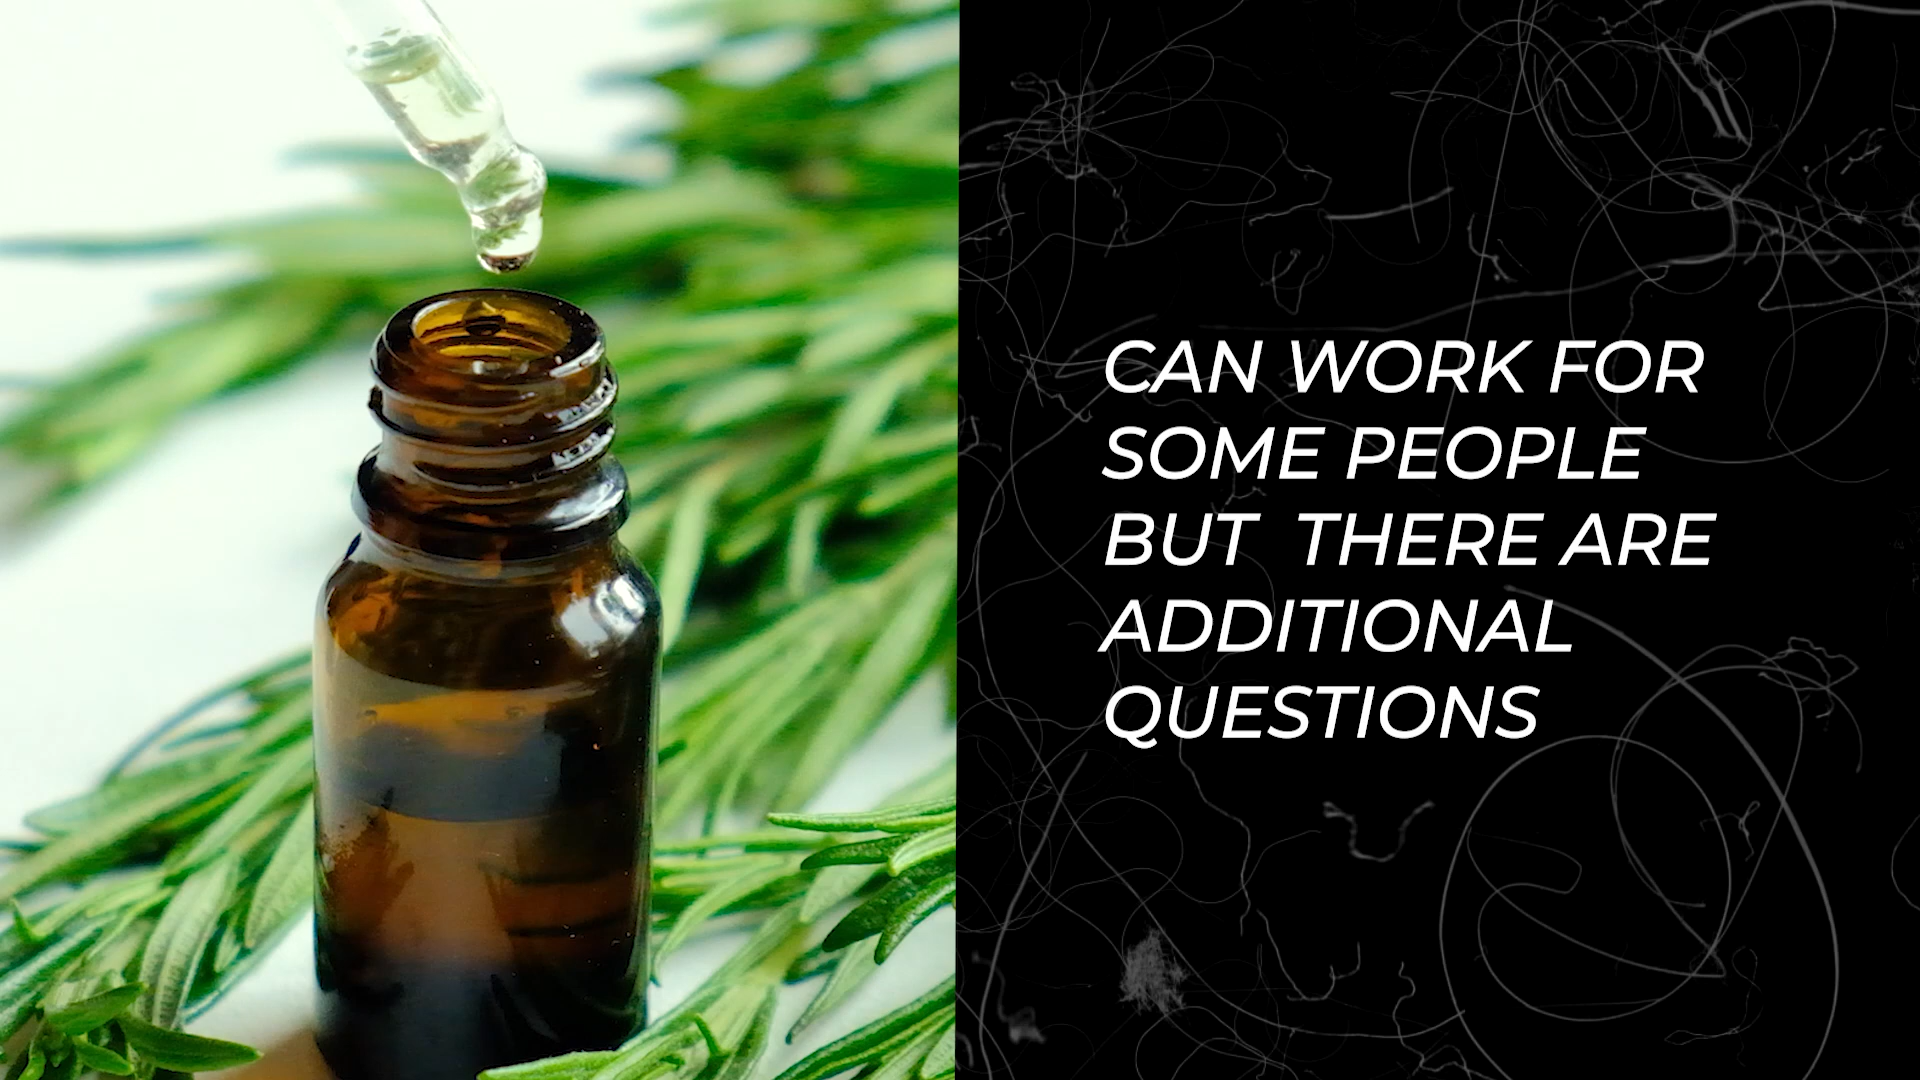 CAN WORK FOR
SOME PEOPLE
BUT  THERE ARE
ADDITIONAL
QUESTIONS